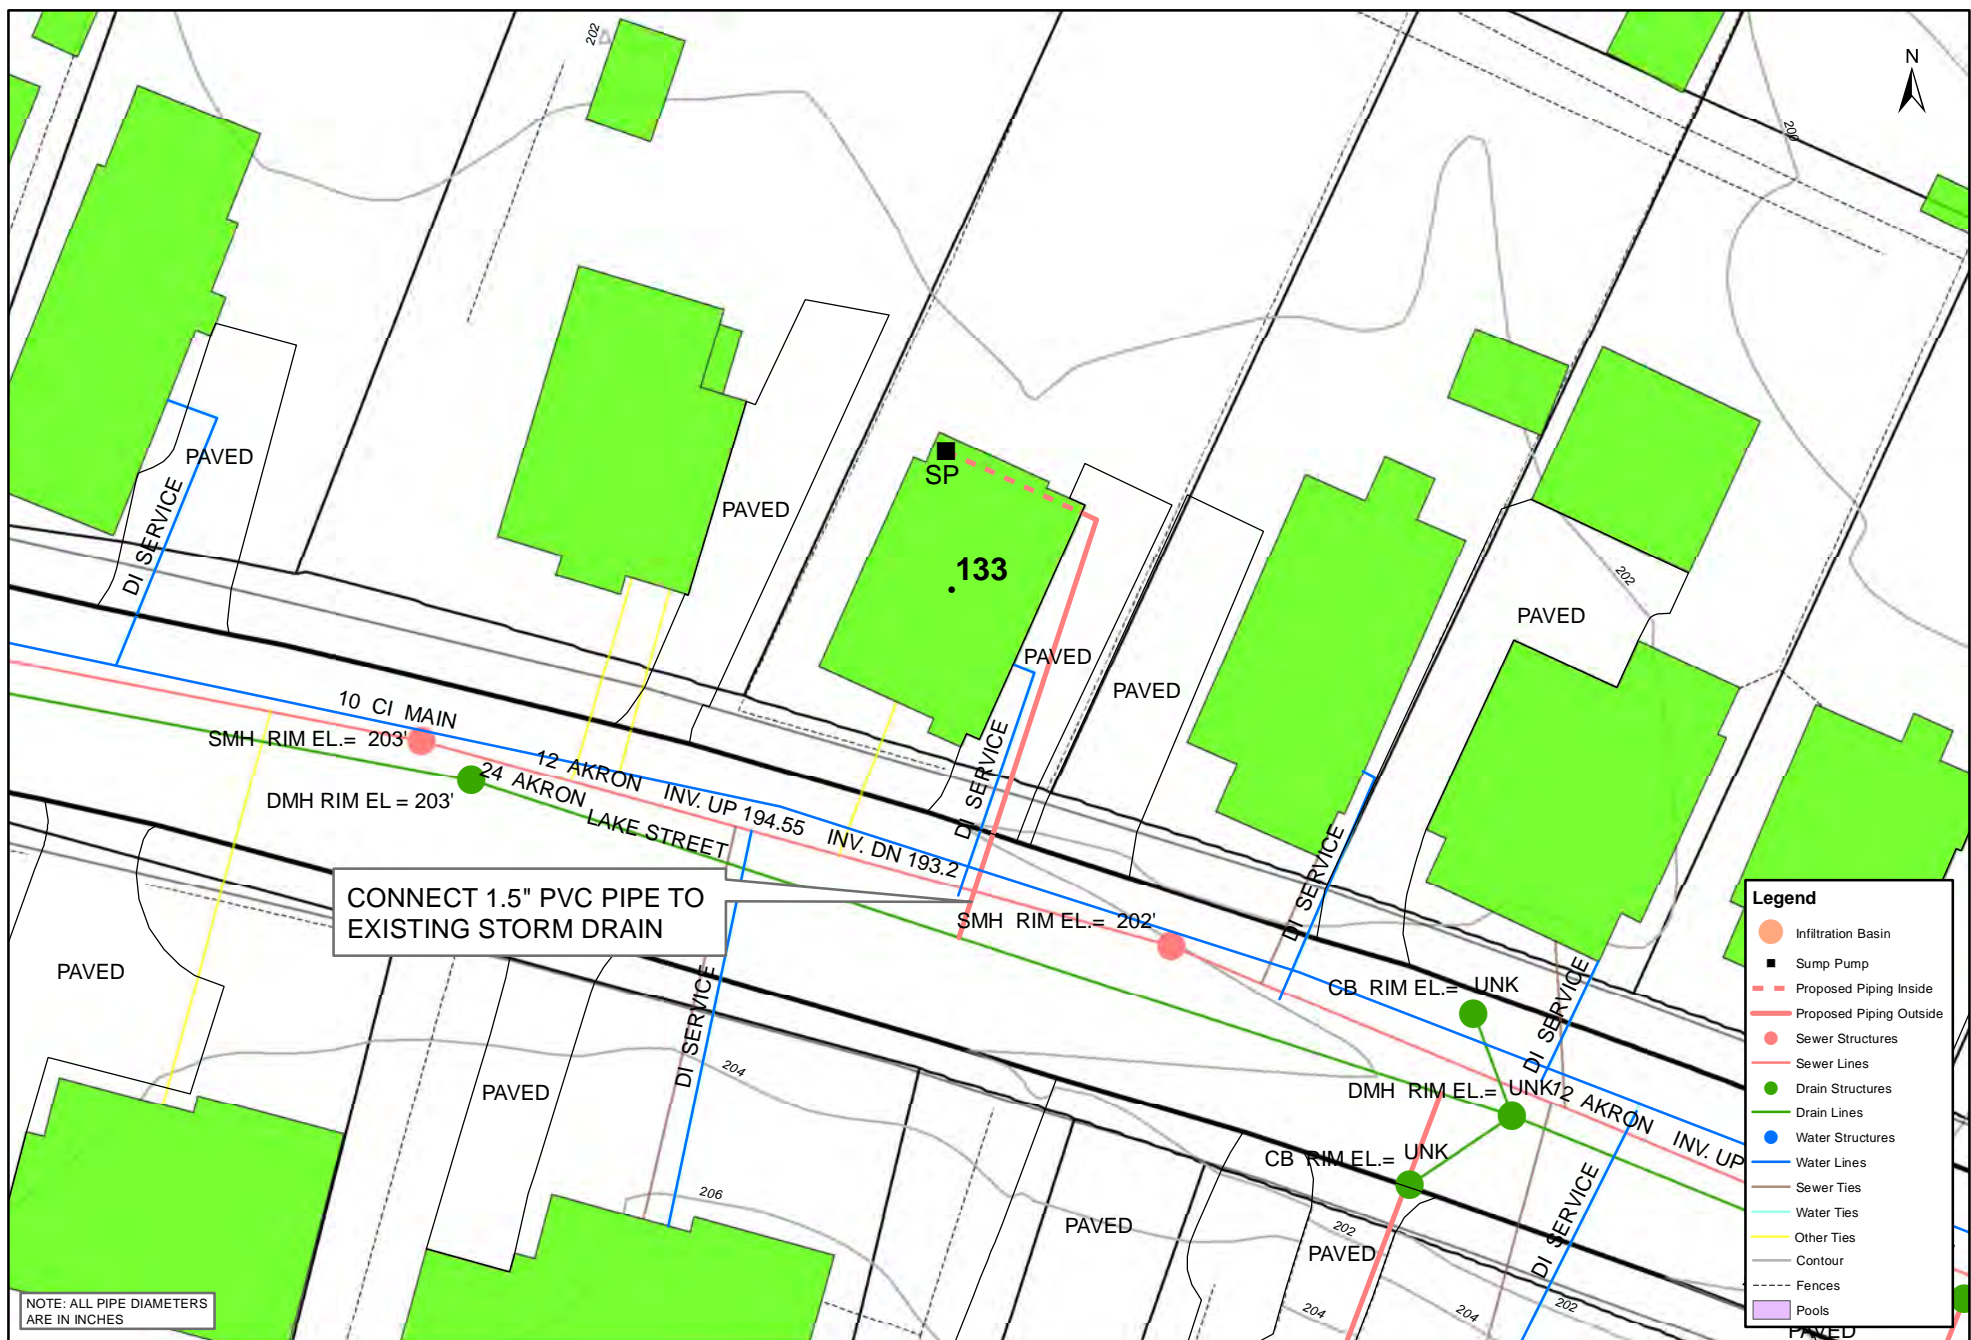 202
N
200
PAVED
DI SERVICE
PAVED
SP
133
202
PAVED
PAVED
PAVED
10 CI MAIN
SMH RIM EL.= 203'
12 AKRON
INV. UP 194.55
INV. DN 193.2
24 AKRON
DMH RIM EL = 203'
LAKE STREET
DI SERVICE
DI SERVICE
CONNECT 1.5" PVC PIPE TO
EXISTING STORM DRAIN
SMH RIM EL.= 202'
PAVED
DI SERVICE
CB RIM EL.= UNK
DI SERVICE
204
PAVED
DMH RIM EL.= UNK
12 AKRON
INV. UP
CB RIM EL.= UNK
206
PAVED
202
PAVED
DI SERVICE
204
204
202
PAVED
NOTE: ALL PIPE DIAMETERS
ARE IN INCHES
Legend
Infiltration Basin
Sump Pump
Proposed Piping Inside
Proposed Piping Outside
Sewer Structures
Sewer Lines
Drain Structures
Drain Lines
Water Structures
Water Lines
Sewer Ties
Water Ties
Other Ties
Contour
Fences
Pools